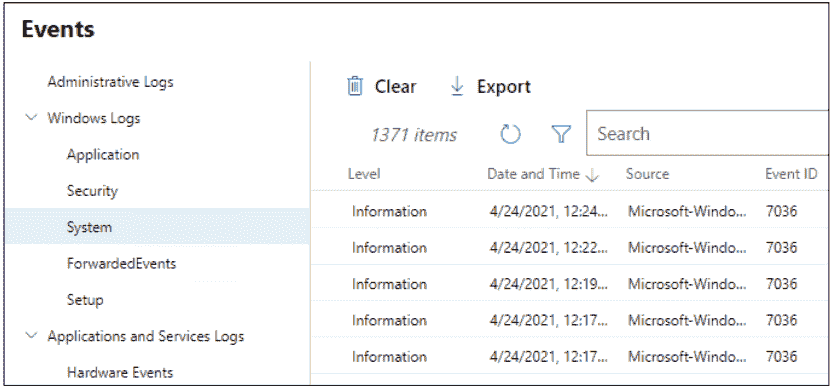 Events
Administrative Logs
Windows Logs
Application
Security
System
ForwardedEvents
Setup
Applications and Services Logs
Hardware Events
Clear Export
1371 items Search
Level Date and Time Source Event ID
Information 4/24/2021, 12:24... Microsoft-Windo... 7036
Information 4/24/2021, 12:22... Microsoft-Windo... 7036
Information 4/24/2021, 12:19... Microsoft-Windo... 7036
Information 4/24/2021, 12:17... Microsoft-Windo... 7036
Information 4/24/2021, 12:17... Microsoft-Windo... 7036